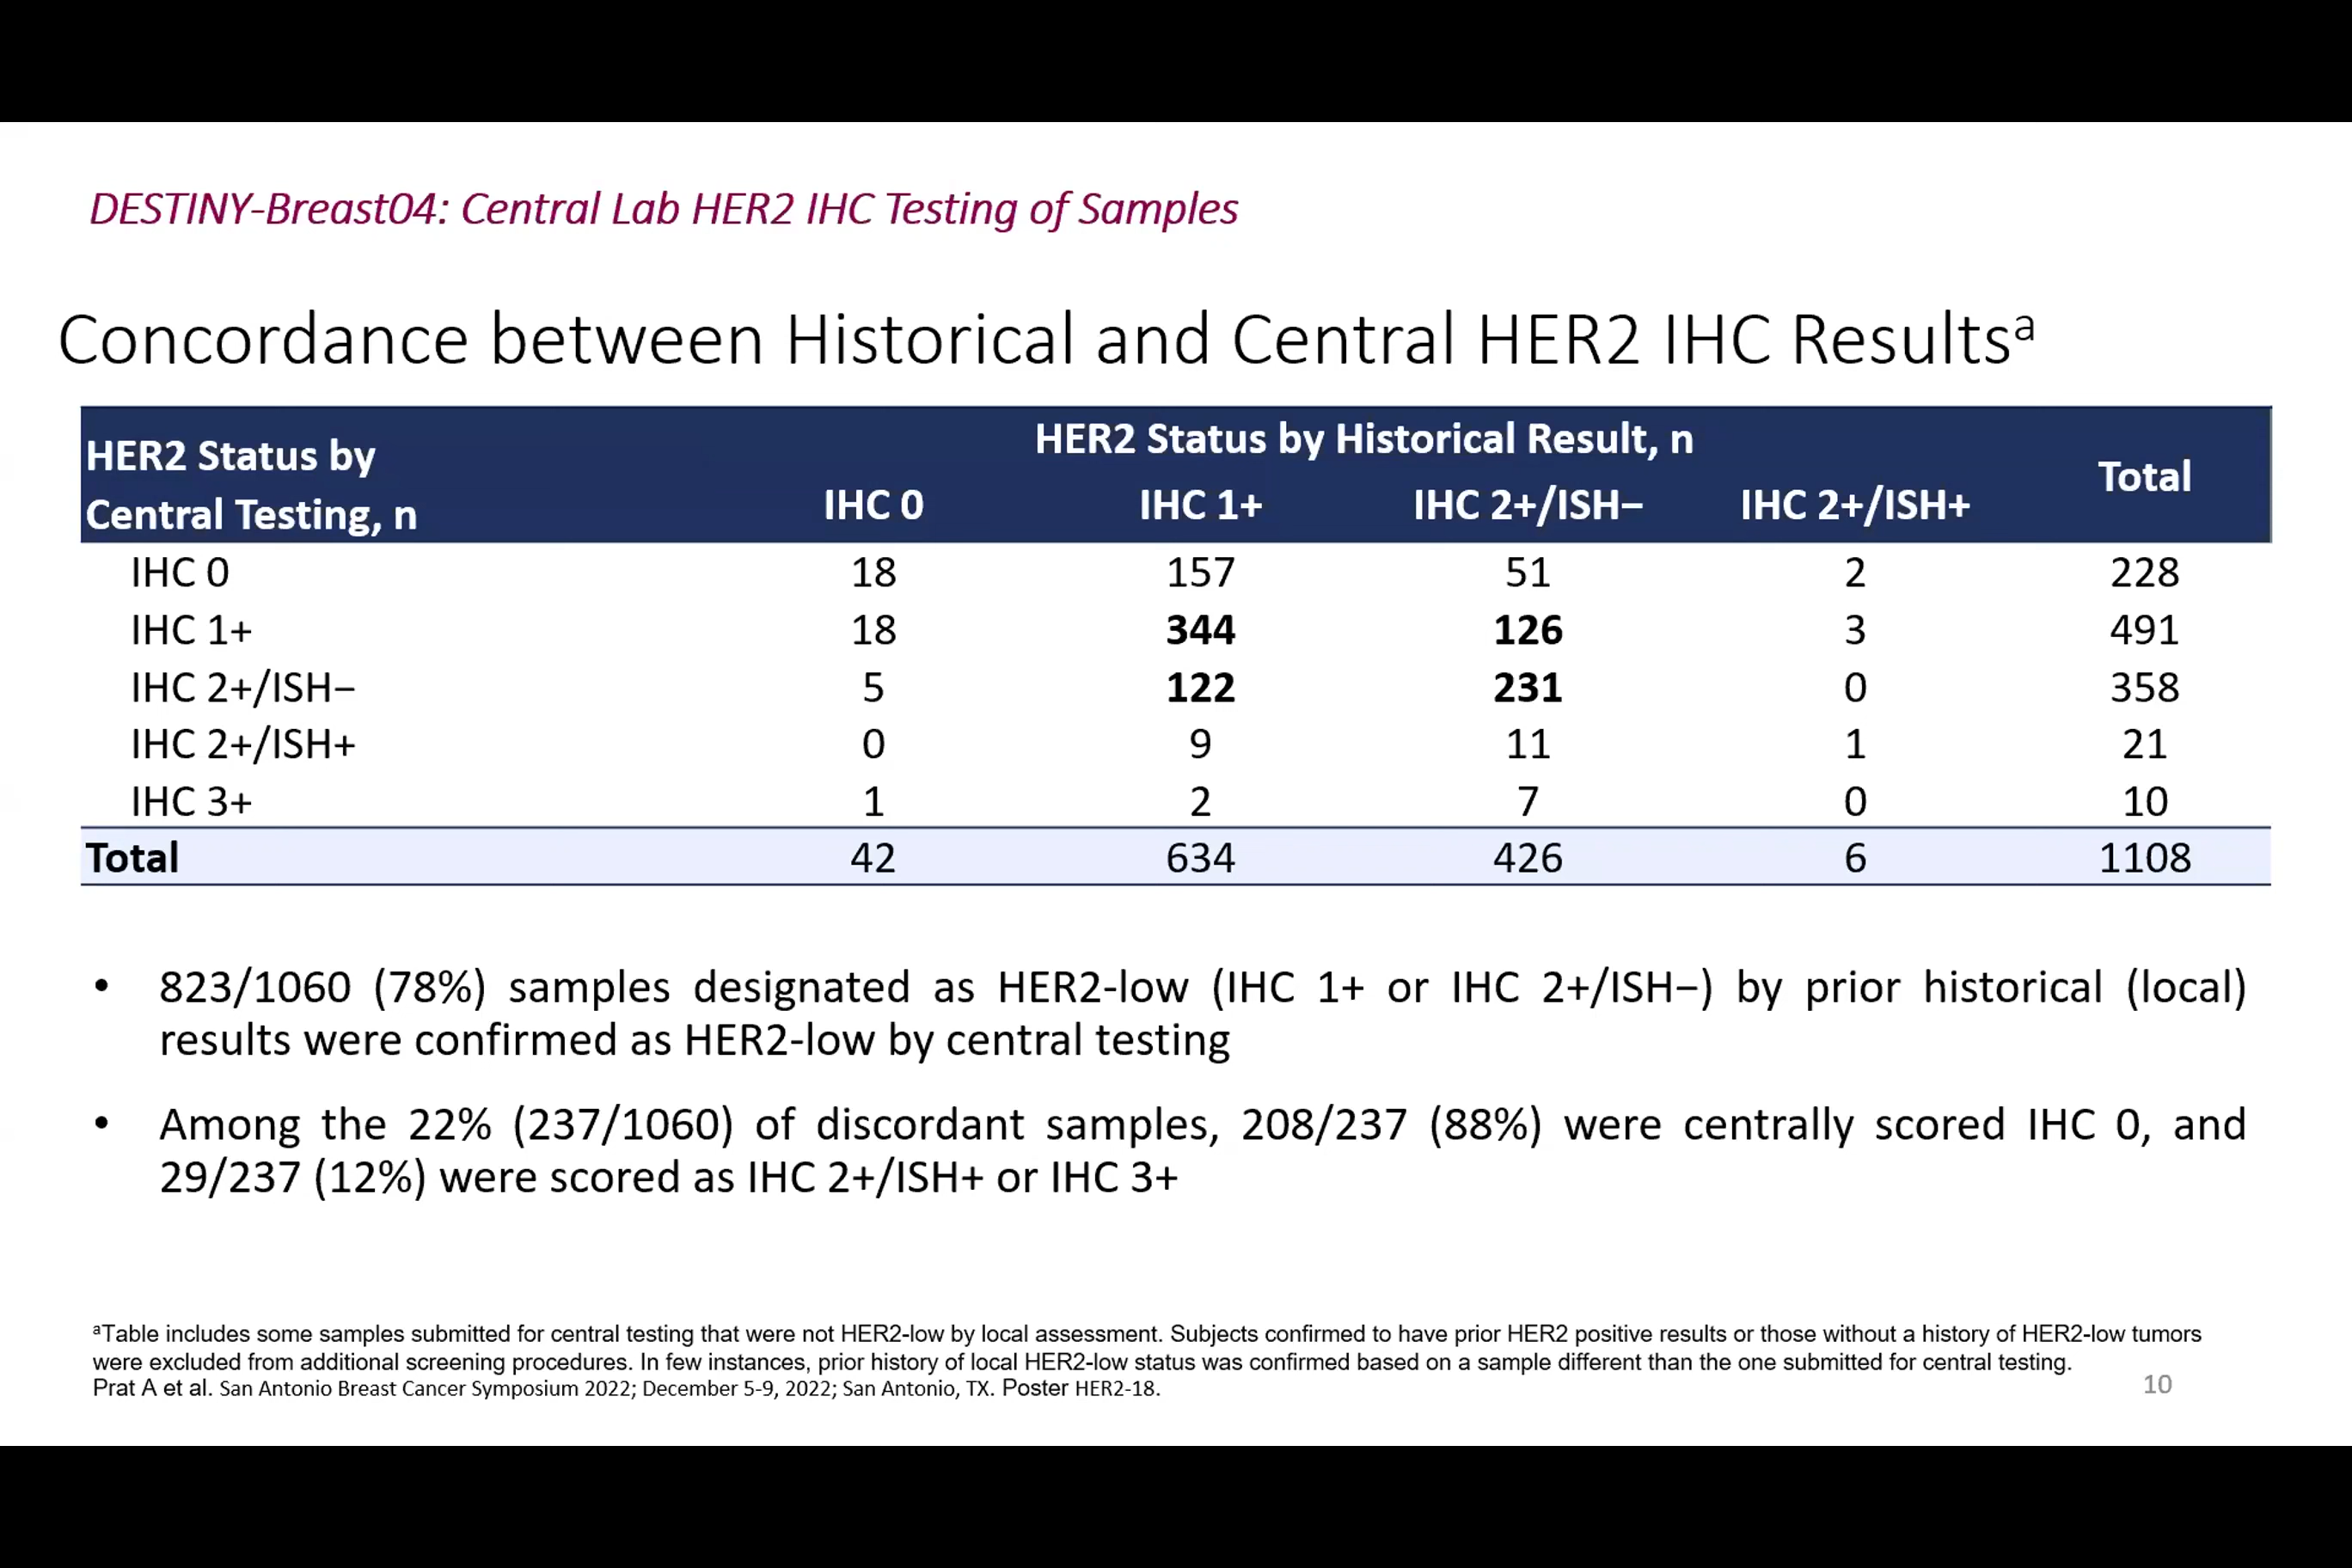 DESTINY-Breast04: Central Lab HER2 IHC Testing of Samples
Concordance between Historical and Central HER2 IHC Resultsᵃ
HER2 Status by Central Testing, n
HER2 Status by Historical Result, n
IHC 0 IHC 1+ IHC 2+/ISH− IHC 2+/ISH+ Total
IHC 0 18 157 51 2 228
IHC 1+ 18 344 126 3 491
IHC 2+/ISH− 5 122 231 0 358
IHC 2+/ISH+ 0 9 11 1 21
IHC 3+ 1 2 7 0 10
Total 42 634 426 6 1108
• 823/1060 (78%) samples designated as HER2-low (IHC 1+ or IHC 2+/ISH−) by prior historical (local)
results were confirmed as HER2-low by central testing
• Among the 22% (237/1060) of discordant samples, 208/237 (88%) were centrally scored IHC 0, and
29/237 (12%) were scored as IHC 2+/ISH+ or IHC 3+
ᵃTable includes some samples submitted for central testing that were not HER2-low by local assessment. Subjects confirmed to have prior HER2 positive results or those without a history of HER2-low tumors
were excluded from additional screening procedures. In few instances, prior history of local HER2-low status was confirmed based on a sample different than the one submitted for central testing.
Prat A et al. San Antonio Breast Cancer Symposium 2022; December 5-9, 2022; San Antonio, TX. Poster HER2-18.
10